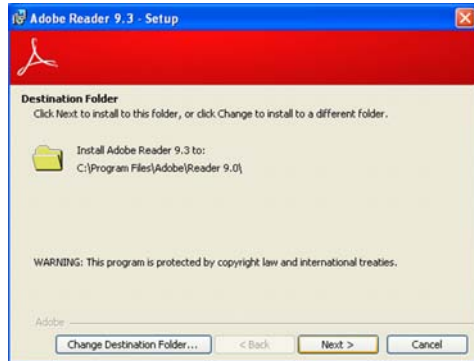 Adobe Reader 9.3 - Setup
Destination Folder
Click Next to install to this folder, or click Change to install to a different folder.
Install Adobe Reader 9.3 to:
C:\Program Files\Adobe\Reader 9.0\
WARNING: This program is protected by copyright law and international treaties.
Adobe
Change Destination Folder... < Back Next > Cancel